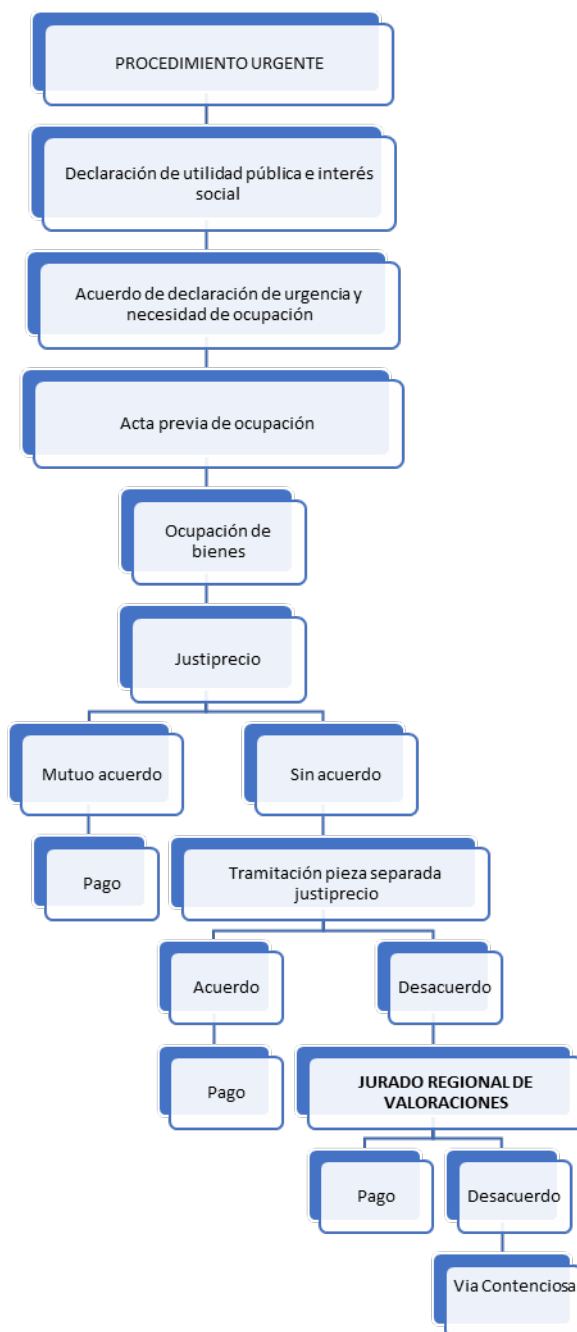 PROCEDIMIENTO URGENTE
Declaración de utilidad pública e interés
social
Acuerdo de declaración de urgencia y
necesidad de ocupación
Acta previa de ocupación
Ocupación de
bienes
Justiprecio
Mutuo acuerdo
Sin acuerdo
Pago
Tramitación pieza separada
justiprecio
Acuerdo
Desacuerdo
Pago
JURADO REGIONAL DE
VALORACIONES
Pago
Desacuerdo
Via Contenciosa